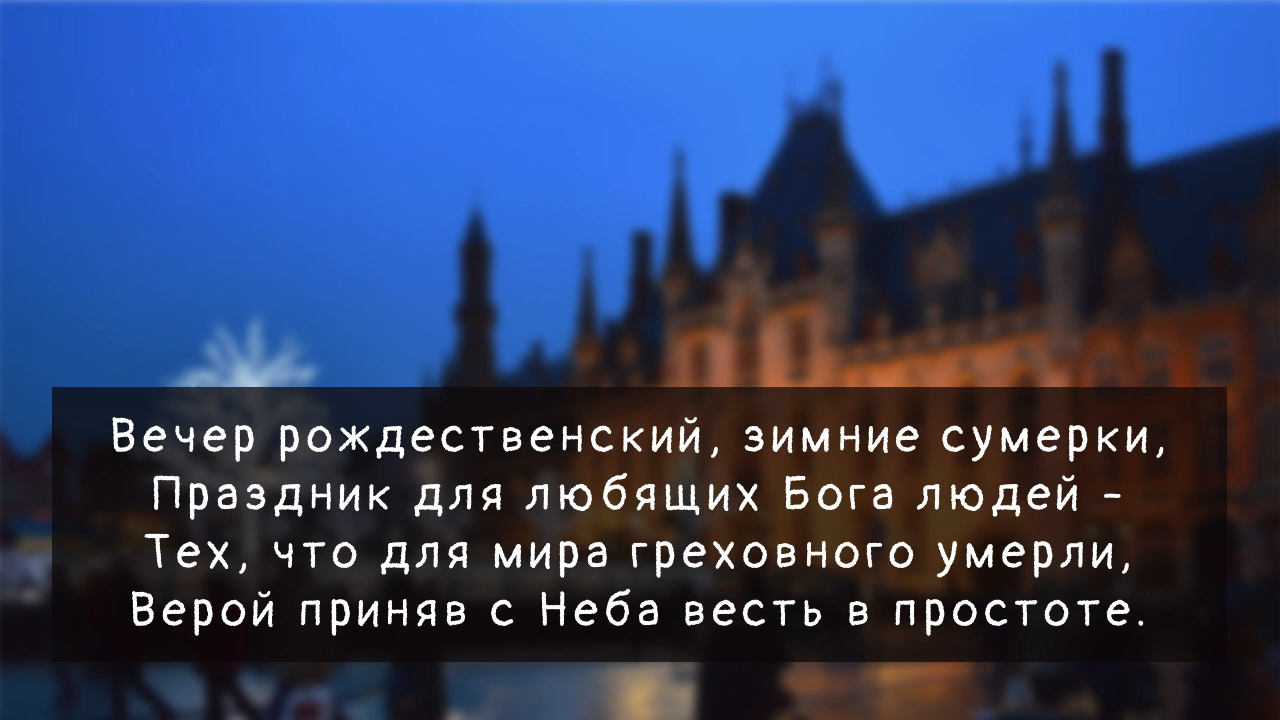 Вечер рождественский, зимние сумерки,
Праздник для любящих Бога людей -
Тех, что для мира греховного умерли,
Верой приняв с Неба весть в простоте.